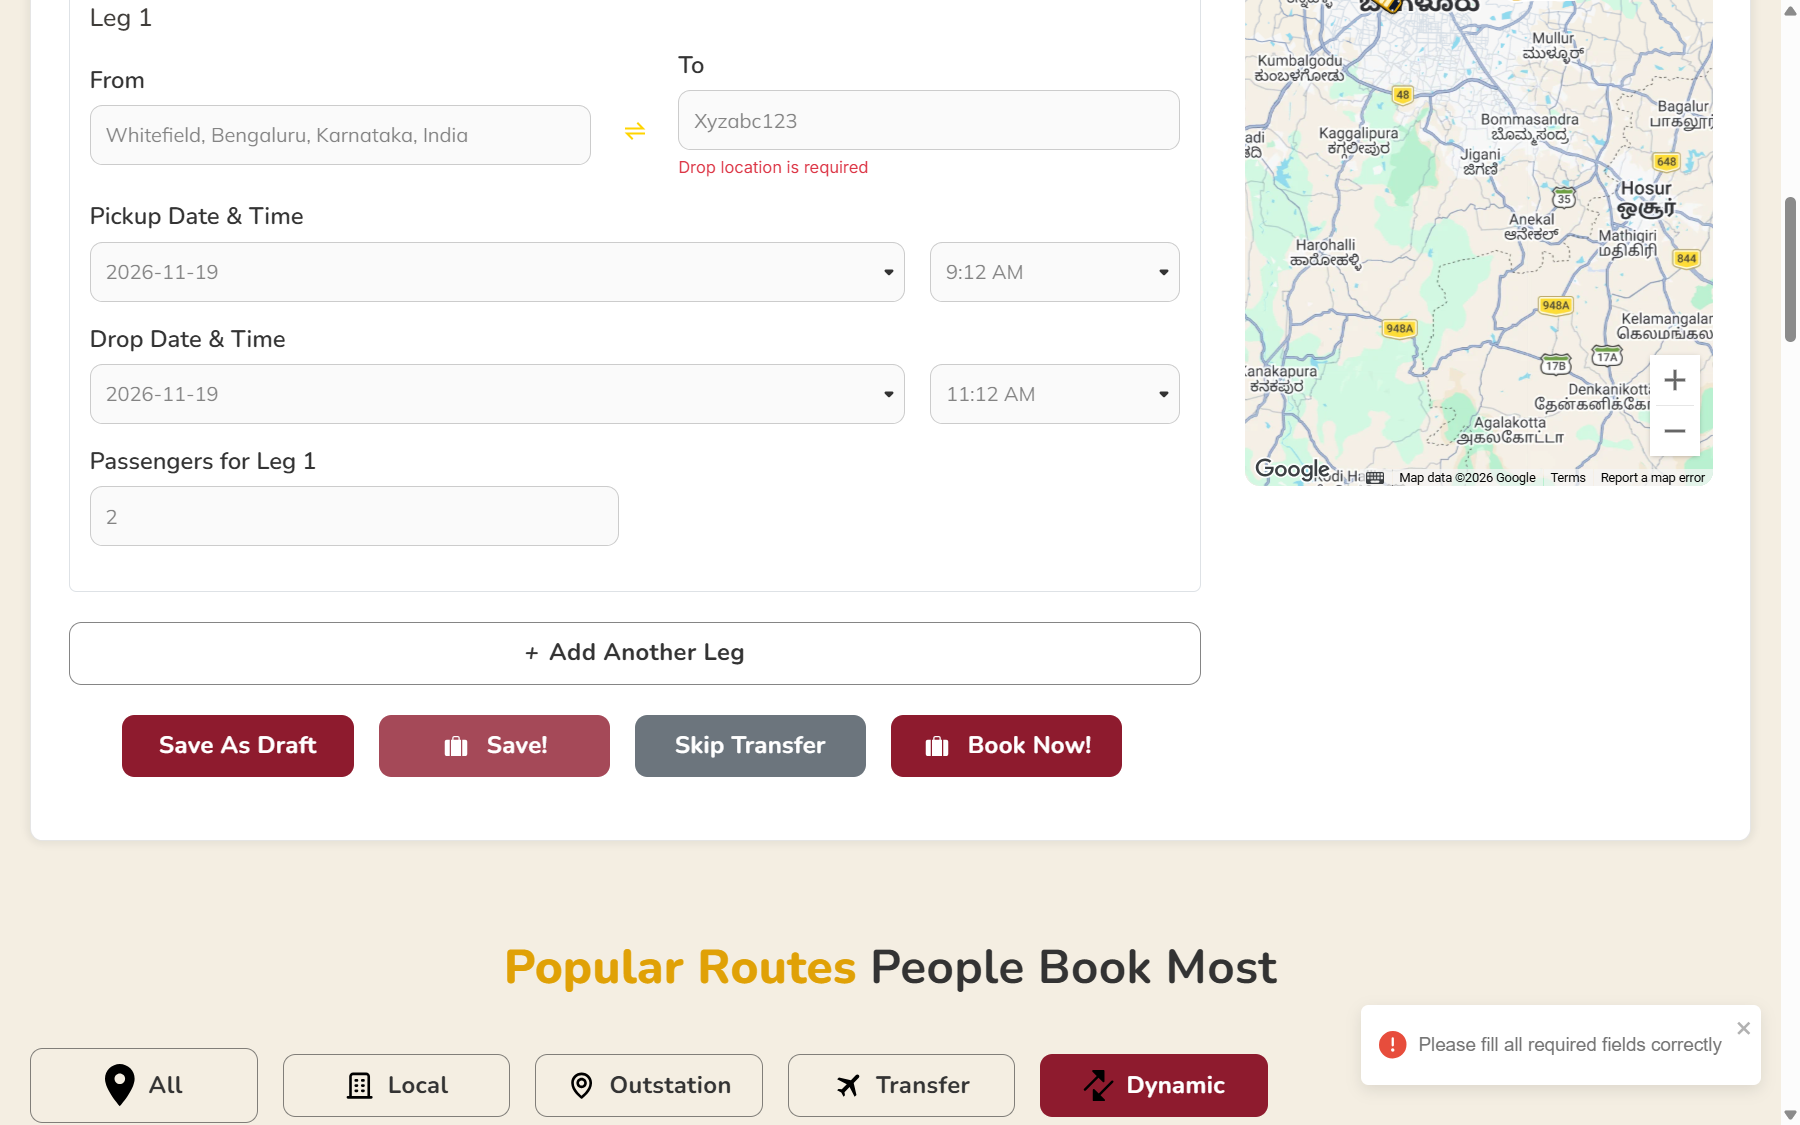 Leg 1
From
To
Whitefield, Bengaluru, Karnataka, India
Xyzabc123
Drop location is required
Pickup Date & Time
2026-11-19
9:12 AM
Drop Date & Time
2026-11-19
11:12 AM
Passengers for Leg 1
2
+ Add Another Leg
Save As Draft
Save!
Skip Transfer
Book Now!
Mullur
ಮುಳ್ಳೂರ್
Kumbalgodu
ಕುಂಬಳಗೋಡು
48
Bagalur
Bommasandra
ಬೊಮ್ಮಸಂದ್ರ
Kaggalipura
ಕಗ್ಗಲೀಪುರ
Jigani
ಜಿಗಣಿ
648
Hosur
ஓசூர்
35
Anekal
ಆನೇಕಲ್
Mathigiri
மதிகிரி
Harohalli
ಹಾರೋಹಳ್ಳಿ
844
948A
948A
Kelamangalam
17A
17B
Denkanikotta
Agalakotta
அகலகோட்டா
ಕನಕಪುರ
Google
Map data ©2026 Google
Terms
Report a map error
Popular Routes People Book Most
All
Local
Outstation
Transfer
Dynamic
Please fill all required fields correctly